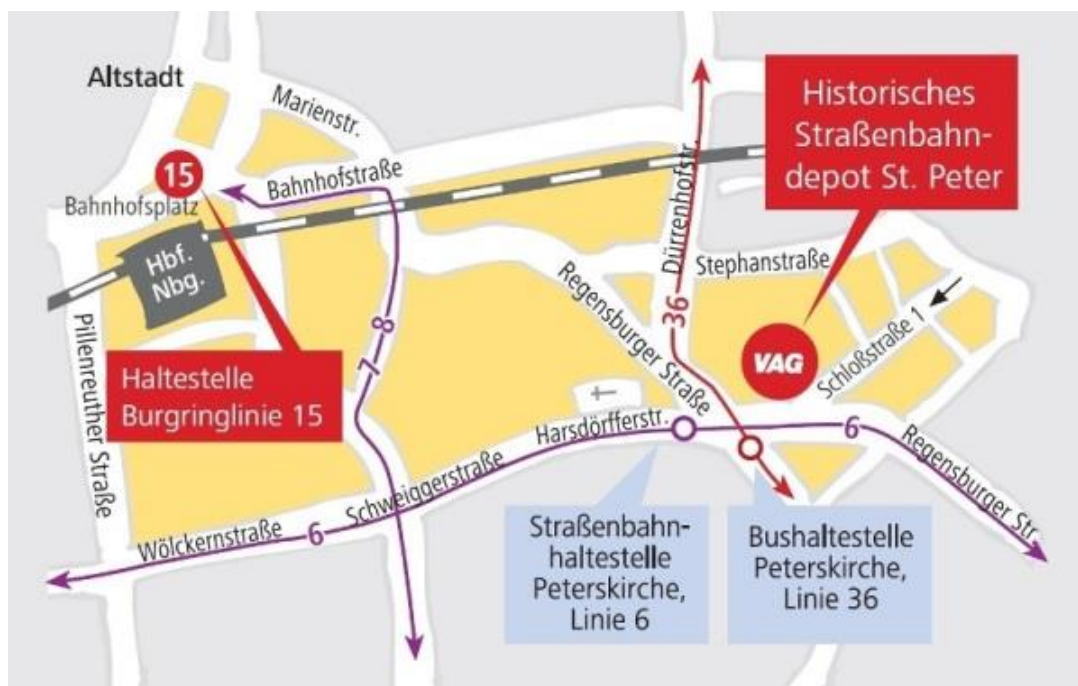 Altstadt
Marienstr.
15
Bahnhofstraße
Bahnhofsplatz
Hbf.
Nbg.
Dürrenhofstr.
Historisches
Straßenbahn-
depot St. Peter
Stephanstraße
Regensburger Straße
36
VAG
Schloßstraße 1
Pillenreuther Straße
Haltestelle
Burgringlinie 15
7 – 8
Harsdörfferstr.
6
Regensburger Str.
Schweiggerstraße
6
Wölckernstraße
Straßenbahn-
haltestelle
Peterskirche,
Linie 6
Bushaltestelle
Peterskirche,
Linie 36